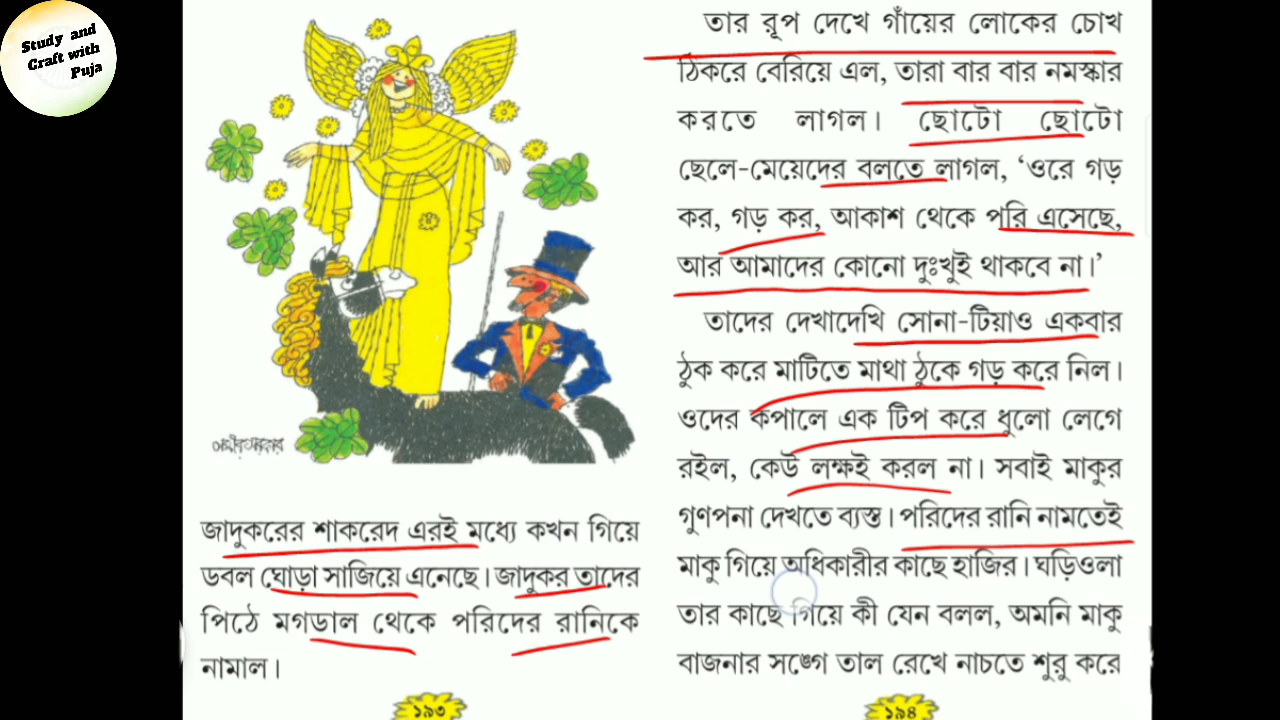 Study and
Craft with
Puja
জাদুকরের শাকরেদ এরই মধ্যে কখন গিয়ে
ডবল ঘোড়া সাজিয়ে এনেছে। জাদুকর তাদের
পিঠে মগডাল থেকে পরিদের রানিকে
নামাল।
১৯৩
তার রূপ দেখে গাঁয়ের লোকের চোখ
ঠিকরে বেরিয়ে এল, তারা বার বার নমস্কার
করতে লাগল। ছোটো ছোটো
ছেলে-মেয়েদের বলতে লাগল, ‘ওরে গড়
কর, গড় কর, আকাশ থেকে পরি এসেছে,
আর আমাদের কোনো দুঃখুই থাকবে না।’
তাদের দেখাদেখি সোনা-টিয়াও একবার
ঠুক করে মাটিতে মাথা ঠুকে গড় করে নিল।
ওদের কপালে এক টিপ করে ধুলো লেগে
রইল, কেউ লক্ষই করল না। সবাই মাকুর
গুণপনা দেখতে ব্যস্ত। পরিদের রানি নামতেই
মাকু গিয়ে অধিকারীর কাছে হাজির। ঘড়িওলা
তার কাছে গিয়ে কী যেন বলল, অমনি মাকু
বাজনার সঙ্গে তাল রেখে নাচতে শুরু করে
১৯৪